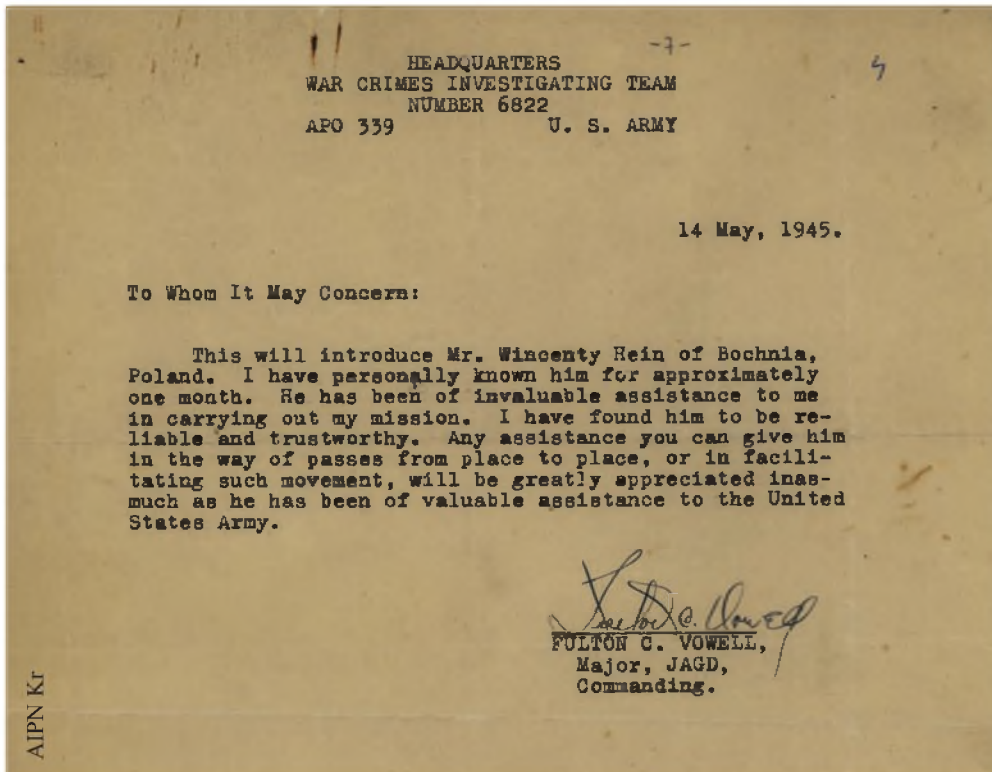 -7-
HEADQUARTERS
WAR CRIMES INVESTIGATING TEAM
NUMBER 6822
APO 339 U. S. ARMY
14 May, 1945.
To Whom It May Concern:
This will introduce Mr. Wincenty Hein of Bochnia,
Poland. I have personally known him for approximately
one month. He has been of invaluable assistance to me
in carrying out my mission. I have found him to be re-
liable and trustworthy. Any assistance you can give him
in the way of passes from place to place, or in facili-
tating such movement, will be greatly appreciated inas-
much as he has been of valuable assistance to the United
States Army.
Fulton C. Vowell
FULTON C. VOWELL,
Major, JAGD,
Commanding.
AIPN Kr